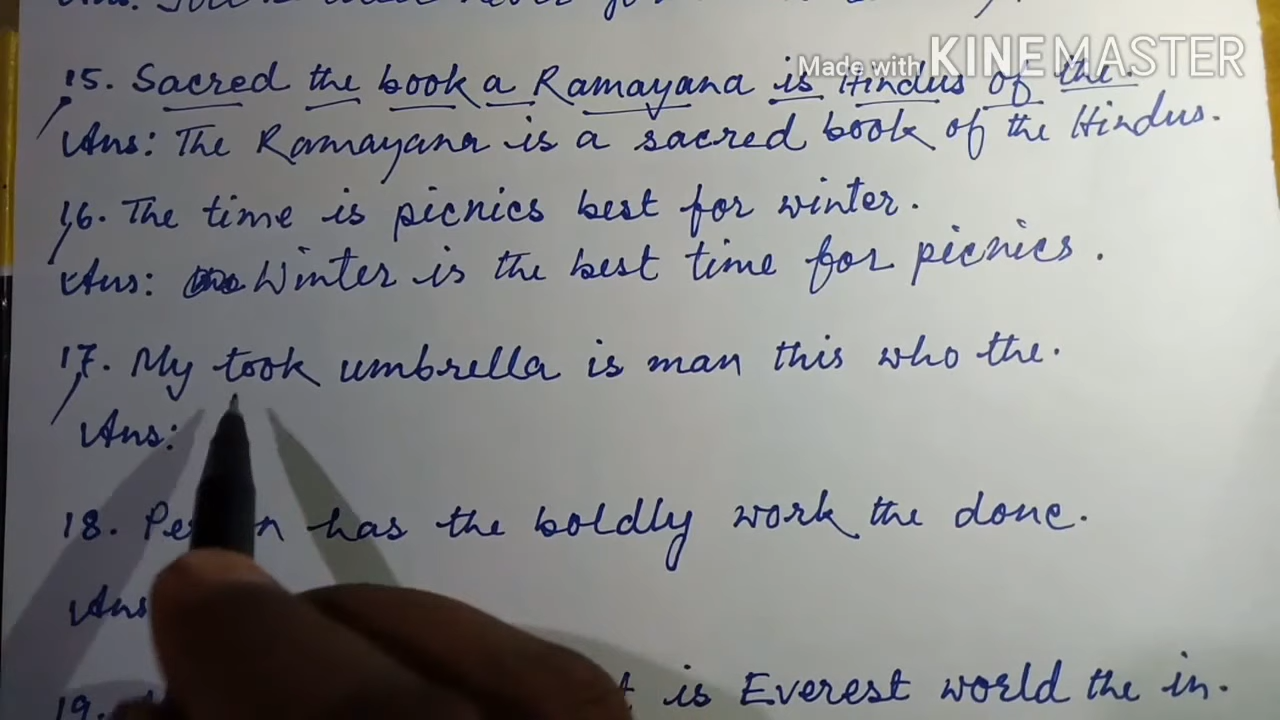 Made with KINEMASTER
15. Sacred the book a Ramayana is Hindus of the.
Ans: The Ramayana is a sacred book of the Hindus.
16. The time is picnics best for winter.
Ans: Winter is the best time for picnics.
17. My took umbrella is man this who the.
Ans:
18. has the boldly work the done.
Ans
19. is Everest world the in.